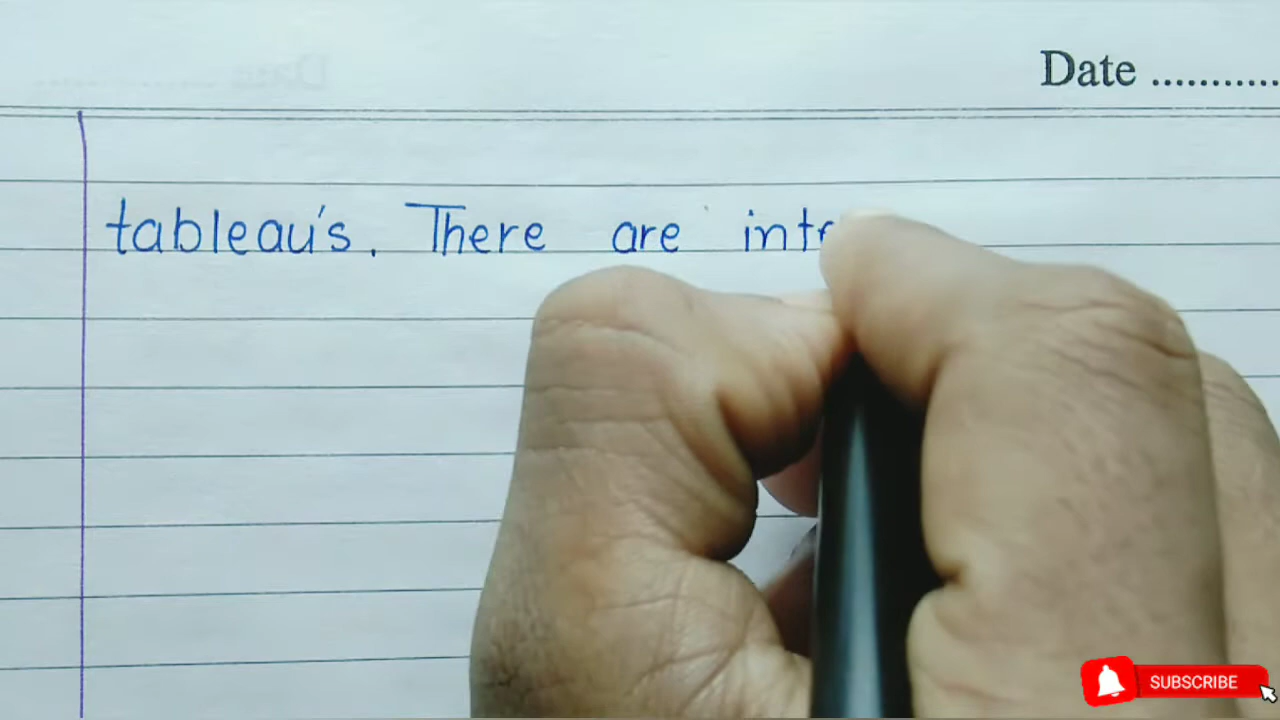 Date ............
tableau's. There are
SUBSCRIBE